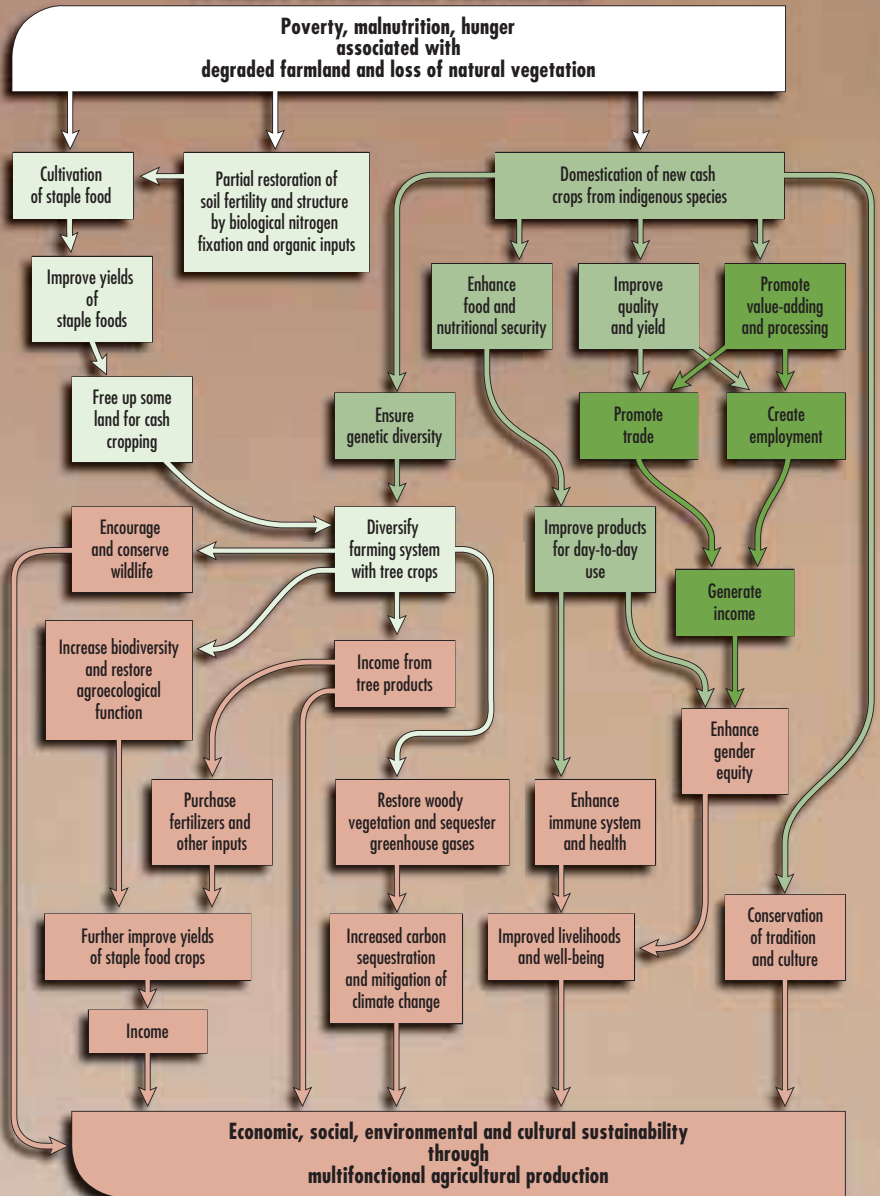 Poverty, malnutrition, hunger
associated with
degraded farmland and loss of natural vegetation
Cultivation
of staple food
Partial restoration of
soil fertility and structure
by biological nitrogen
fixation and organic inputs
Domestication of new cash
crops from indigenous species
Improve yields
of
staple foods
Enhance
food and
nutritional security
Improve
quality
and yield
Promote
value-adding
and processing
Free up some
land for cash
cropping
Ensure
genetic diversity
Promote
trade
Create
employment
Encourage
and conserve
wildlife
Diversify
farming system
with tree crops
Improve products
for day-to-day
use
Generate
income
Increase biodiversity
and restore
agroecological
function
Income from
tree products
Enhance
gender
equity
Purchase
fertilizers and
other inputs
Restore woody
vegetation and sequester
greenhouse gases
Enhance
immune system
and health
Further improve yields
of staple food crops
Increased carbon
sequestration
and mitigation of
climate change
Improved livelihoods
and well-being
Conservation
of tradition
and culture
Income
Economic, social, environmental and cultural sustainability
through
multifonctional agricultural production